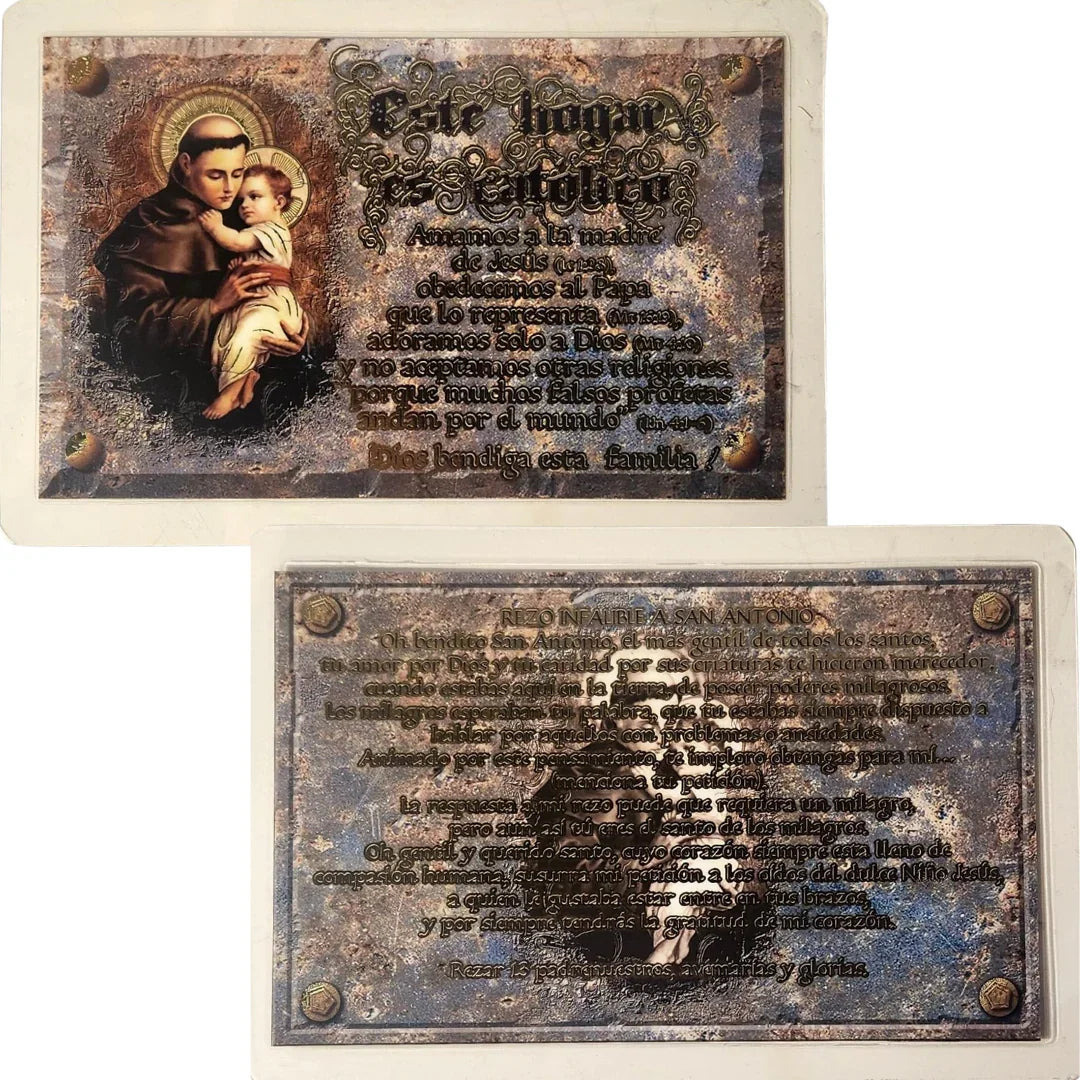 Este hogar
es católico
Amamos a la madre
de Jesús
obedecemos al Papa
que lo representa
adoramos solo a Dios
y no aceptamos otras religiones
porque muchos falsos profetas
andan por el mundo"
Dios bendiga esta familia !
REZO INFALIBLE A SAN ANTONIO
Oh bendito San Antonio, el más gentil de todos los santos,
tu amor por Dios y tu caridad por sus criaturas te hicieron merecedor,
cuando estabas aquí en la tierra, de poseer poderes milagrosos.
Los milagros esperaban tu palabra, que tu estabas siempre dispuesto a
hablar por aquellos con problemas o ansiedades.
Animado por este pensamiento, te imploro obtengas para mí...
(menciona tu petición).
La respuesta a mi rezo puede que requiera un milagro,
pero aun así tú eres el santo de los milagros.
Oh gentil y querido santo, cuyo corazón siempre esta lleno de
compasión humana, susurra mi petición a los oídos del dulce Niño Jesús,
a quien le gustaba estar entre en tus brazos,
y por siempre tendrás la gratitud de mi corazón.
Rezar 13 padrenuestros, avemarías y glorias.